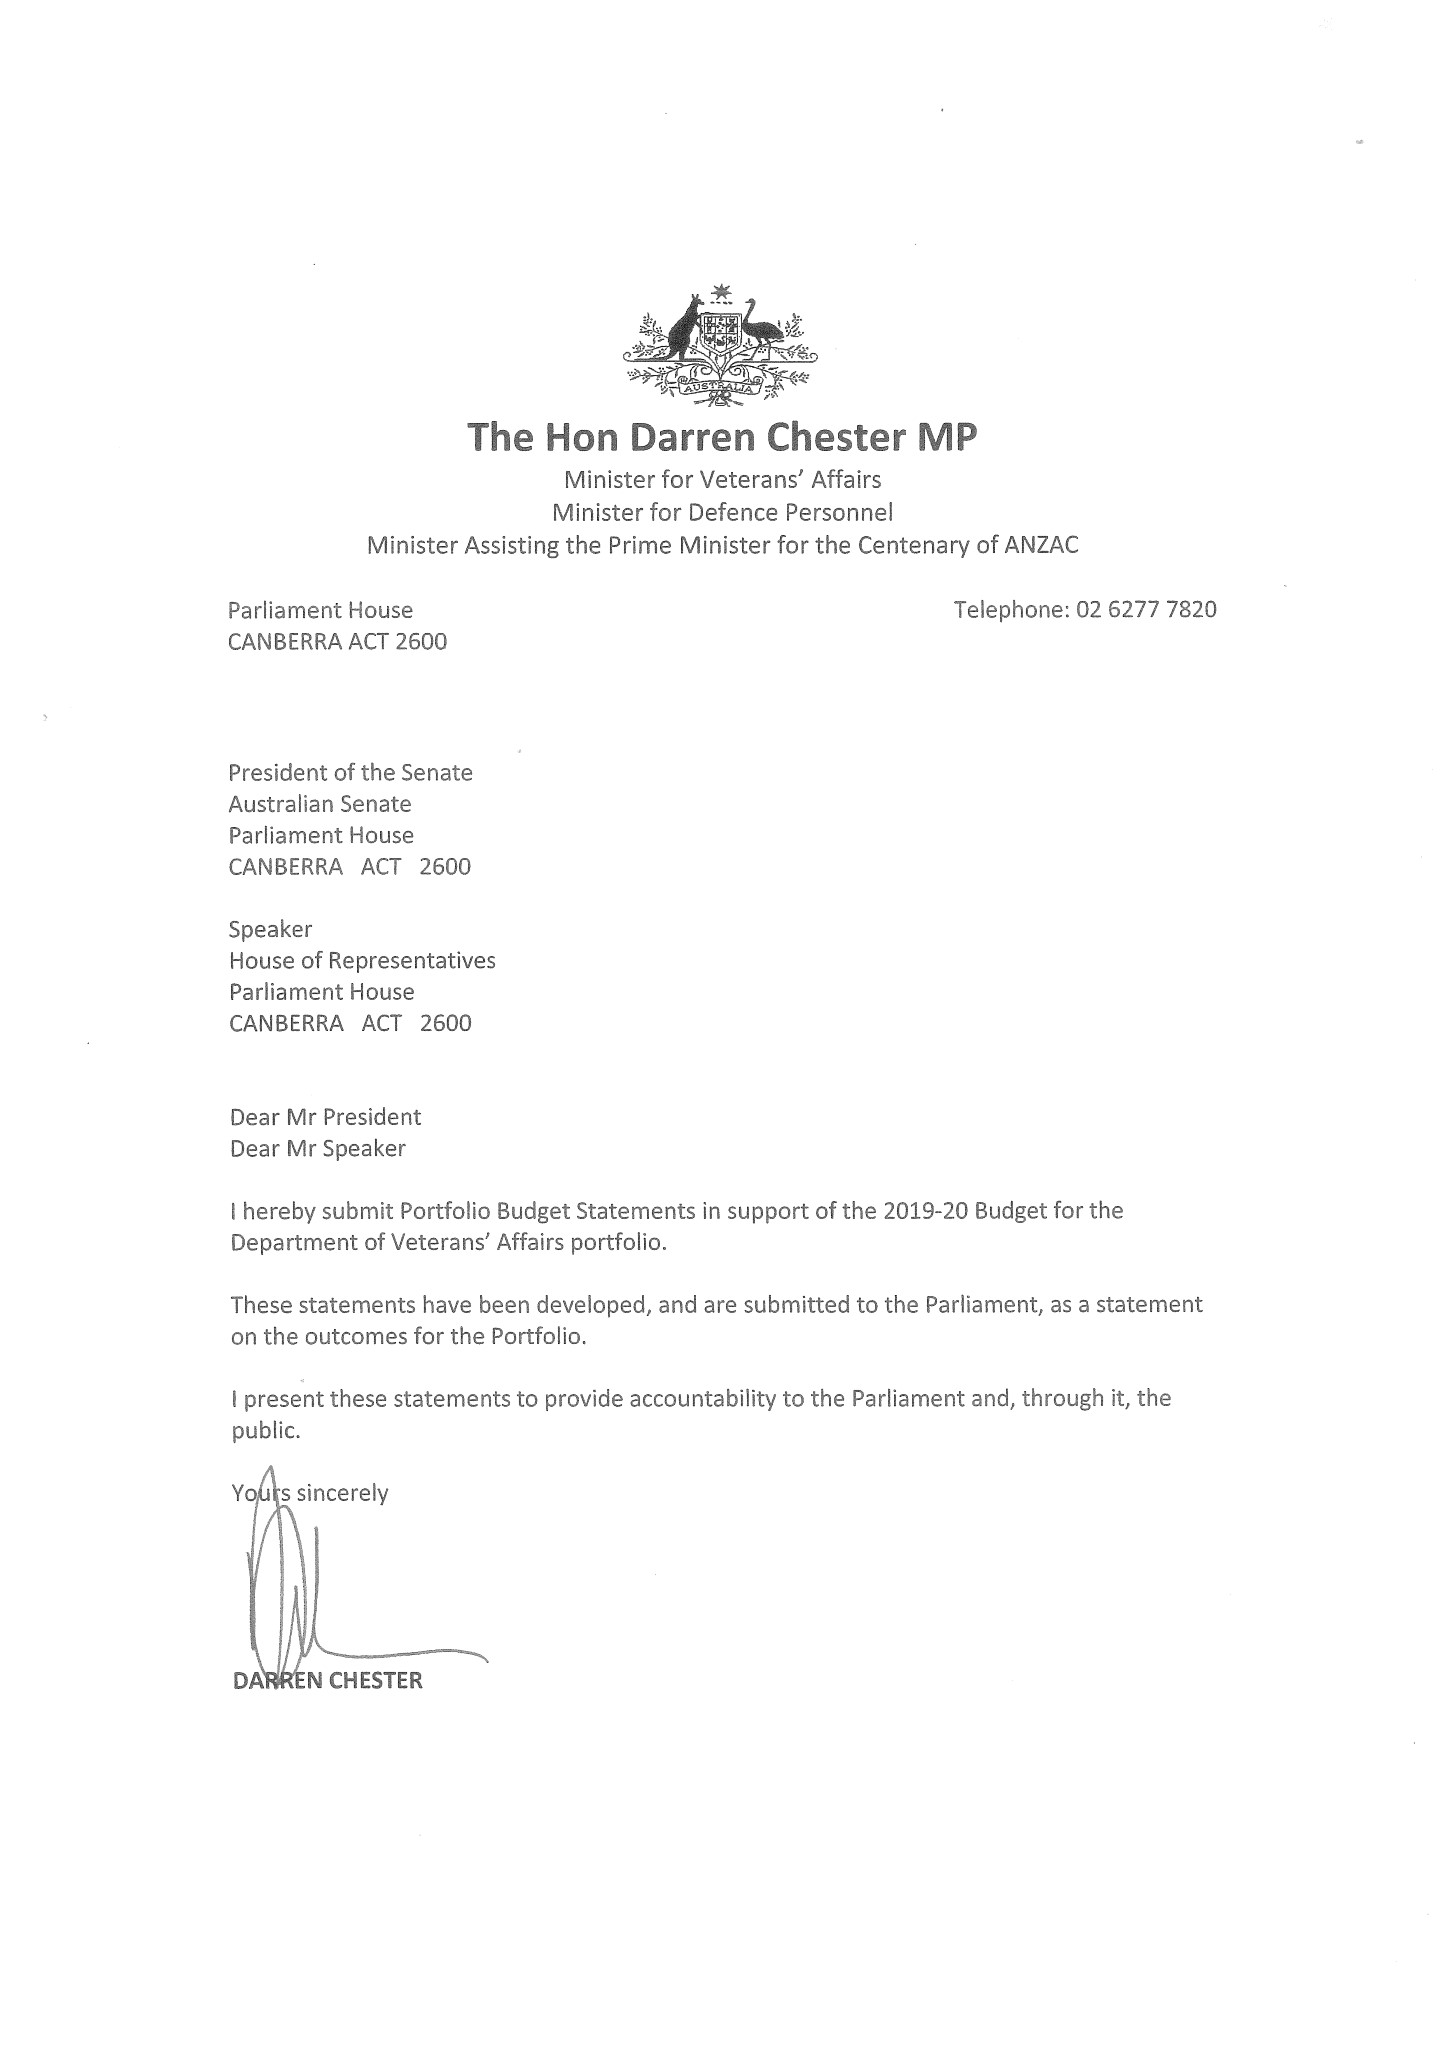 AUSTRALIA
The Hon Darren Chester MP
Minister for Veterans’ Affairs
Minister for Defence Personnel
Minister Assisting the Prime Minister for the Centenary of ANZAC
Parliament House
Telephone: 02 6277 7820
CANBERRA ACT 2600
President of the Senate
Australian Senate
Parliament House
CANBERRA ACT 2600
Speaker
House of Representatives
Parliament House
CANBERRA ACT 2600
Dear Mr President
Dear Mr Speaker
I hereby submit Portfolio Budget Statements in support of the 2019-20 Budget for the
Department of Veterans’ Affairs portfolio.
These statements have been developed, and are submitted to the Parliament, as a statement
on the outcomes for the Portfolio.
I present these statements to provide accountability to the Parliament and, through it, the
public.
Yours sincerely
DARREN CHESTER